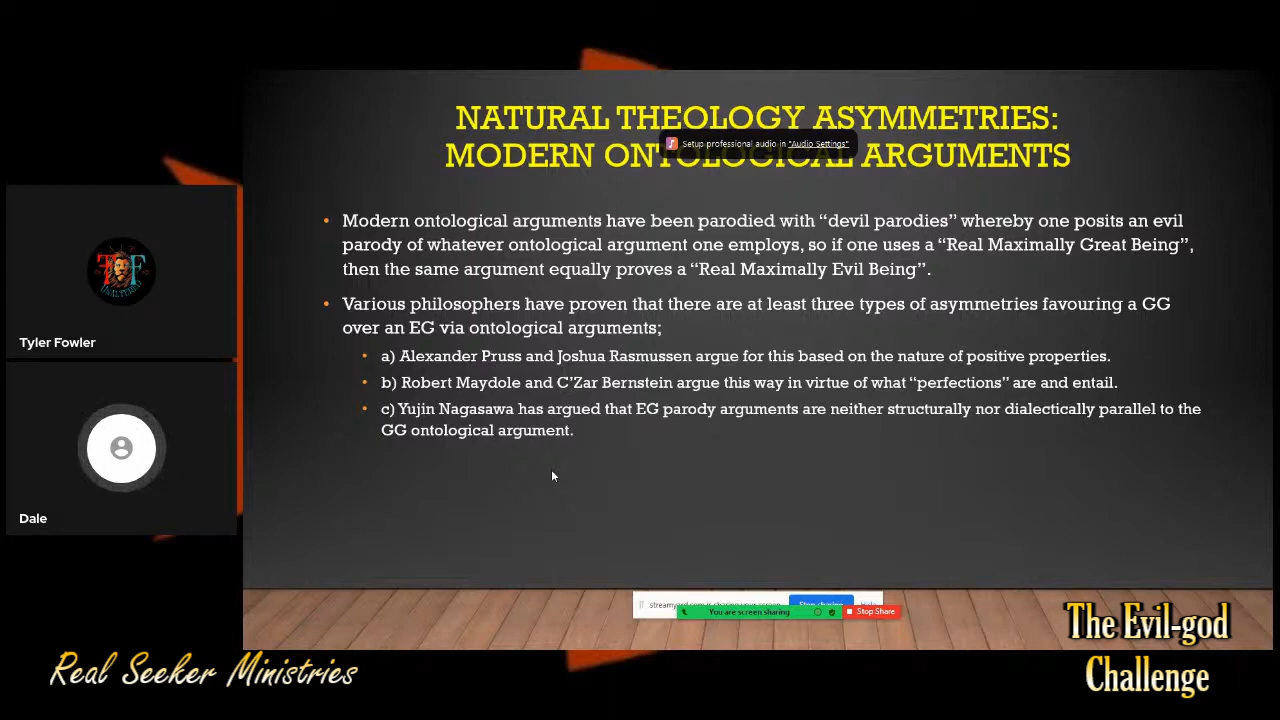 NATURAL THEOLOGY ASYMMETRIES:
Setup professional audio in "Audio Settings"
MODERN ONTOLOGICAL ARGUMENTS
• Modern ontological arguments have been parodied with “devil parodies” whereby one posits an evil
parody of whatever ontological argument one employs, so if one uses a “Real Maximally Great Being”,
then the same argument equally proves a “Real Maximally Evil Being”.
• Various philosophers have proven that there are at least three types of asymmetries favouring a GG
over an EG via ontological arguments;
• a) Alexander Pruss and Joshua Rasmussen argue for this based on the nature of positive properties.
• b) Robert Maydole and C’Zar Bernstein argue this way in virtue of what “perfections” are and entail.
• c) Yujin Nagasawa has argued that EG parody arguments are neither structurally nor dialectically parallel to the
GG ontological argument.
Tyler Fowler
Dale
You are screen sharing
Stop Share
The Evil-god
Challenge
Real Seeker Ministries